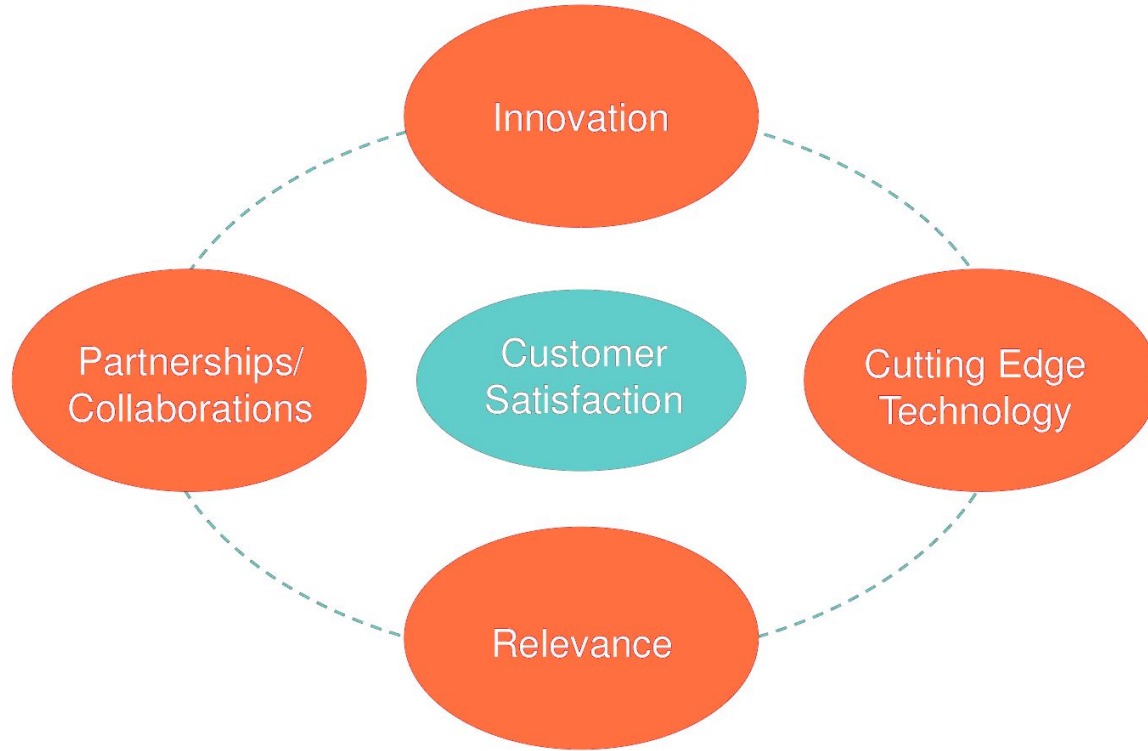 Innovation
Partnerships/
Collaborations
Customer
Satisfaction
Cutting Edge
Technology
Relevance